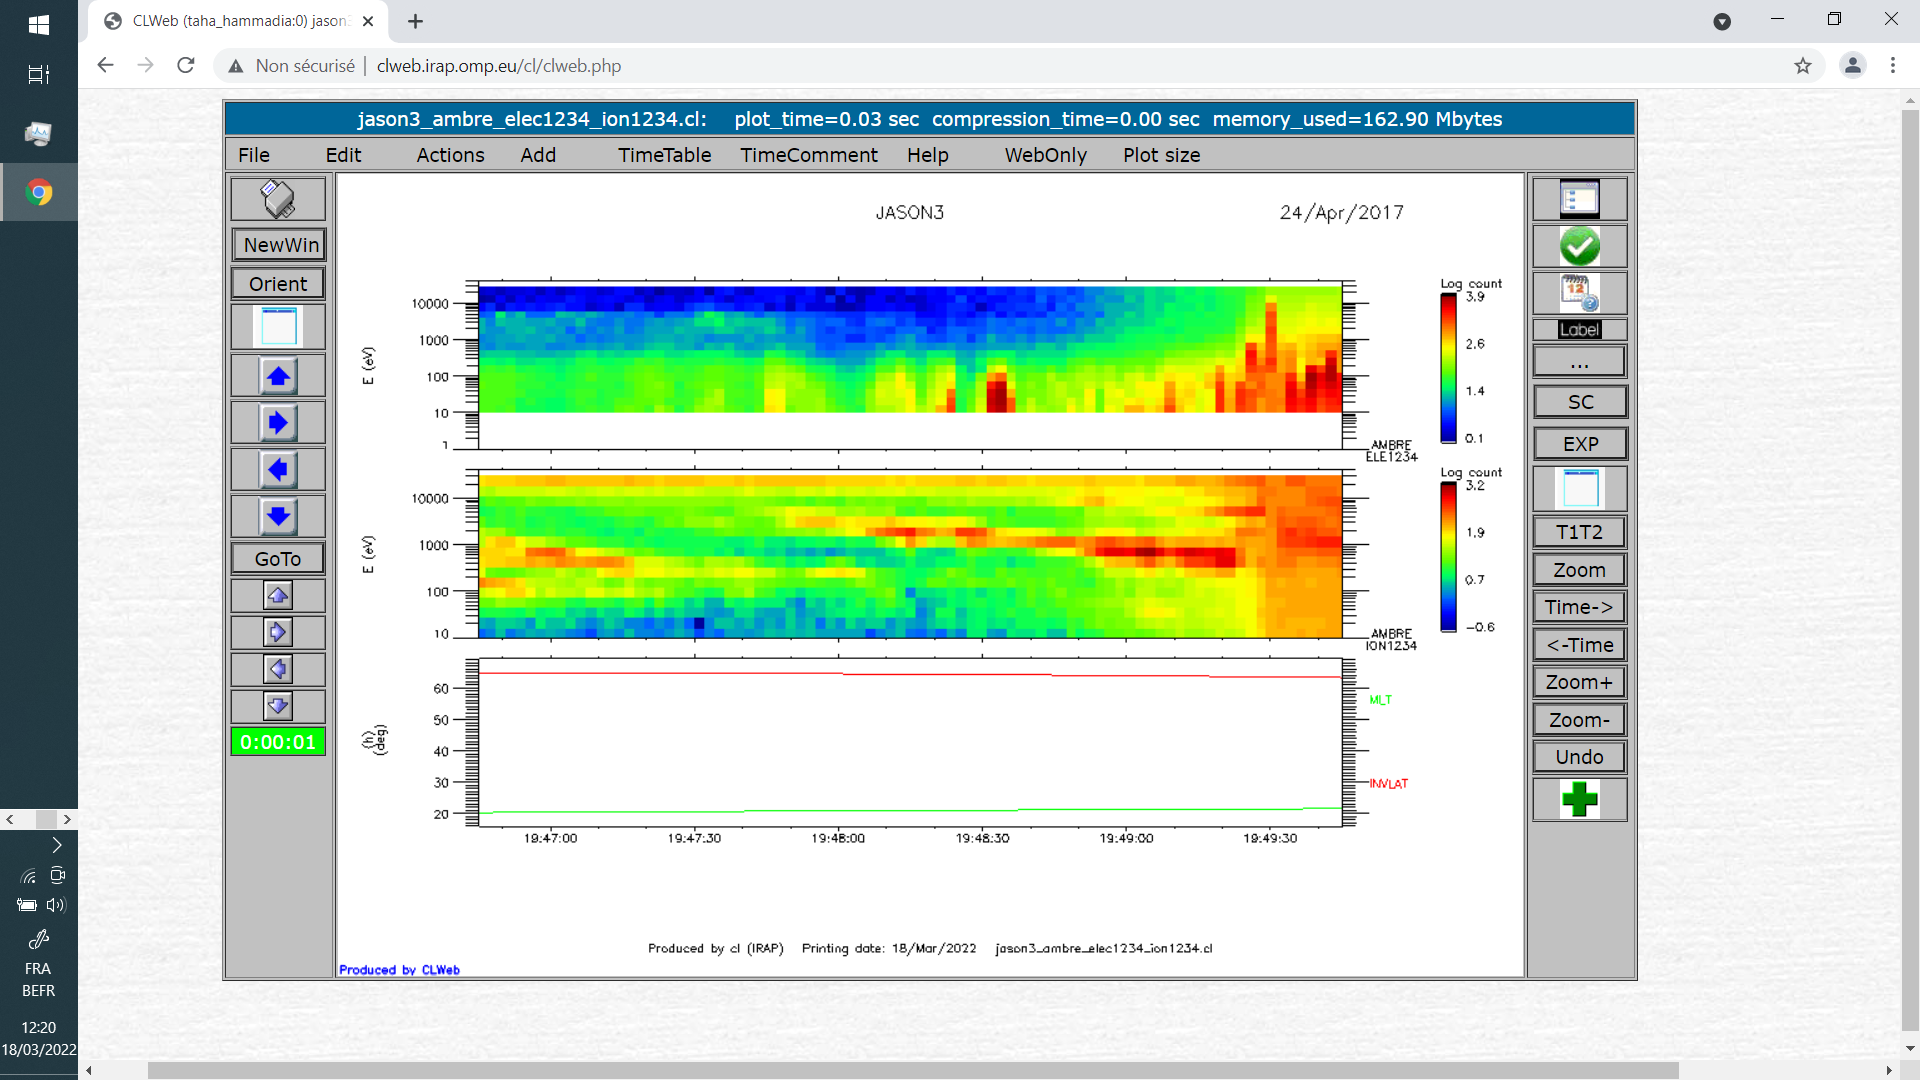 CLWeb (taha_hammadia:0) jason
Non sécurisé | clweb.irap.omp.eu/cl/clweb.php
jason3_ambre_elec1234_ion1234.cl: plot_time=0.03 sec compression_time=0.00 sec memory_used=162.90 Mbytes
File Edit Actions Add TimeTable TimeComment Help WebOnly Plot size
NewWin
Orient
GoTo
0:00:01
JASON3 24/Apr/2017
Log count
3.9
2.6
1.4
0.1
E (eV)
10000
1000
100
10
1
AMBRE
ELE1234
Log count
3.2
1.9
0.7
-0.6
E (eV)
10000
1000
100
10
AMBRE
ION1234
(h)
(deg)
60
50
40
30
20
MLT
INVLAT
19:47:00 19:47:30 19:48:00 19:48:30 19:49:00 19:49:30
Produced by cl (IRAP) Printing date: 18/Mar/2022 jason3_ambre_elec1234_ion1234.cl
Produced by CLWeb
12
Label
...
SC
EXP
T1T2
Zoom
Time->
<-Time
Zoom+
Zoom-
Undo
FRA
BEFR
12:20
18/03/2022